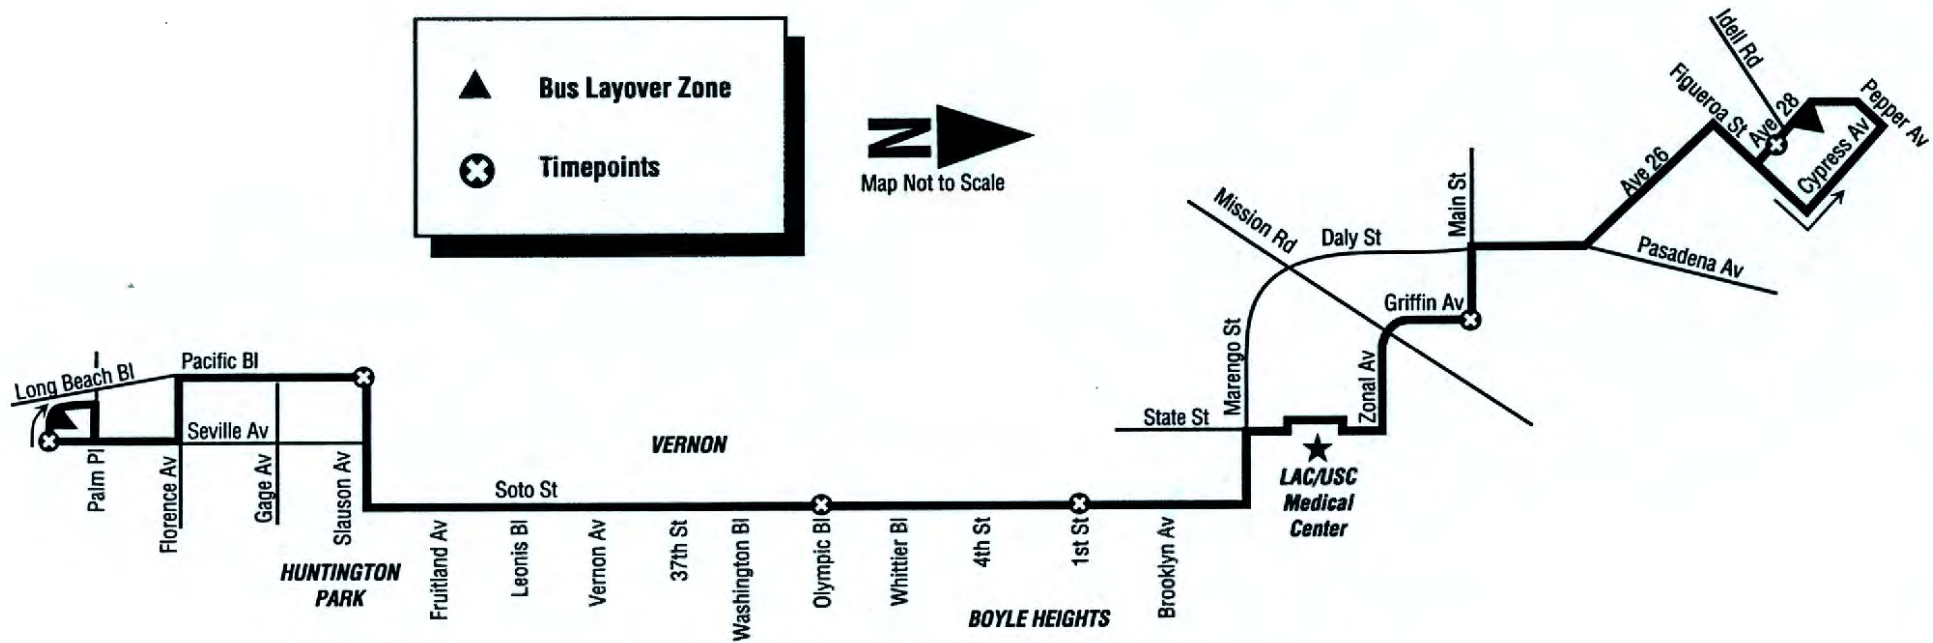 Bus Layover Zone
Timepoints
N
Map Not to Scale
Idell Rd
Figueroa St
Ave 28
Pepper Av
Cypress Av
Ave 26
Main St
Mission Rd
Daly St
Pasadena Av
Griffin Av
Marengo St
Zonal Av
State St
LAC/USC
Medical
Center
Long Beach Bl
Pacific Bl
Seville Av
Palm Pl
Florence Av
Gage Av
Slauson Av
HUNTINGTON
PARK
VERNON
Soto St
Fruitland Av
Leonis Bl
Vernon Av
37th St
Washington Bl
Olympic Bl
Whittier Bl
4th St
1st St
Brooklyn Av
BOYLE HEIGHTS